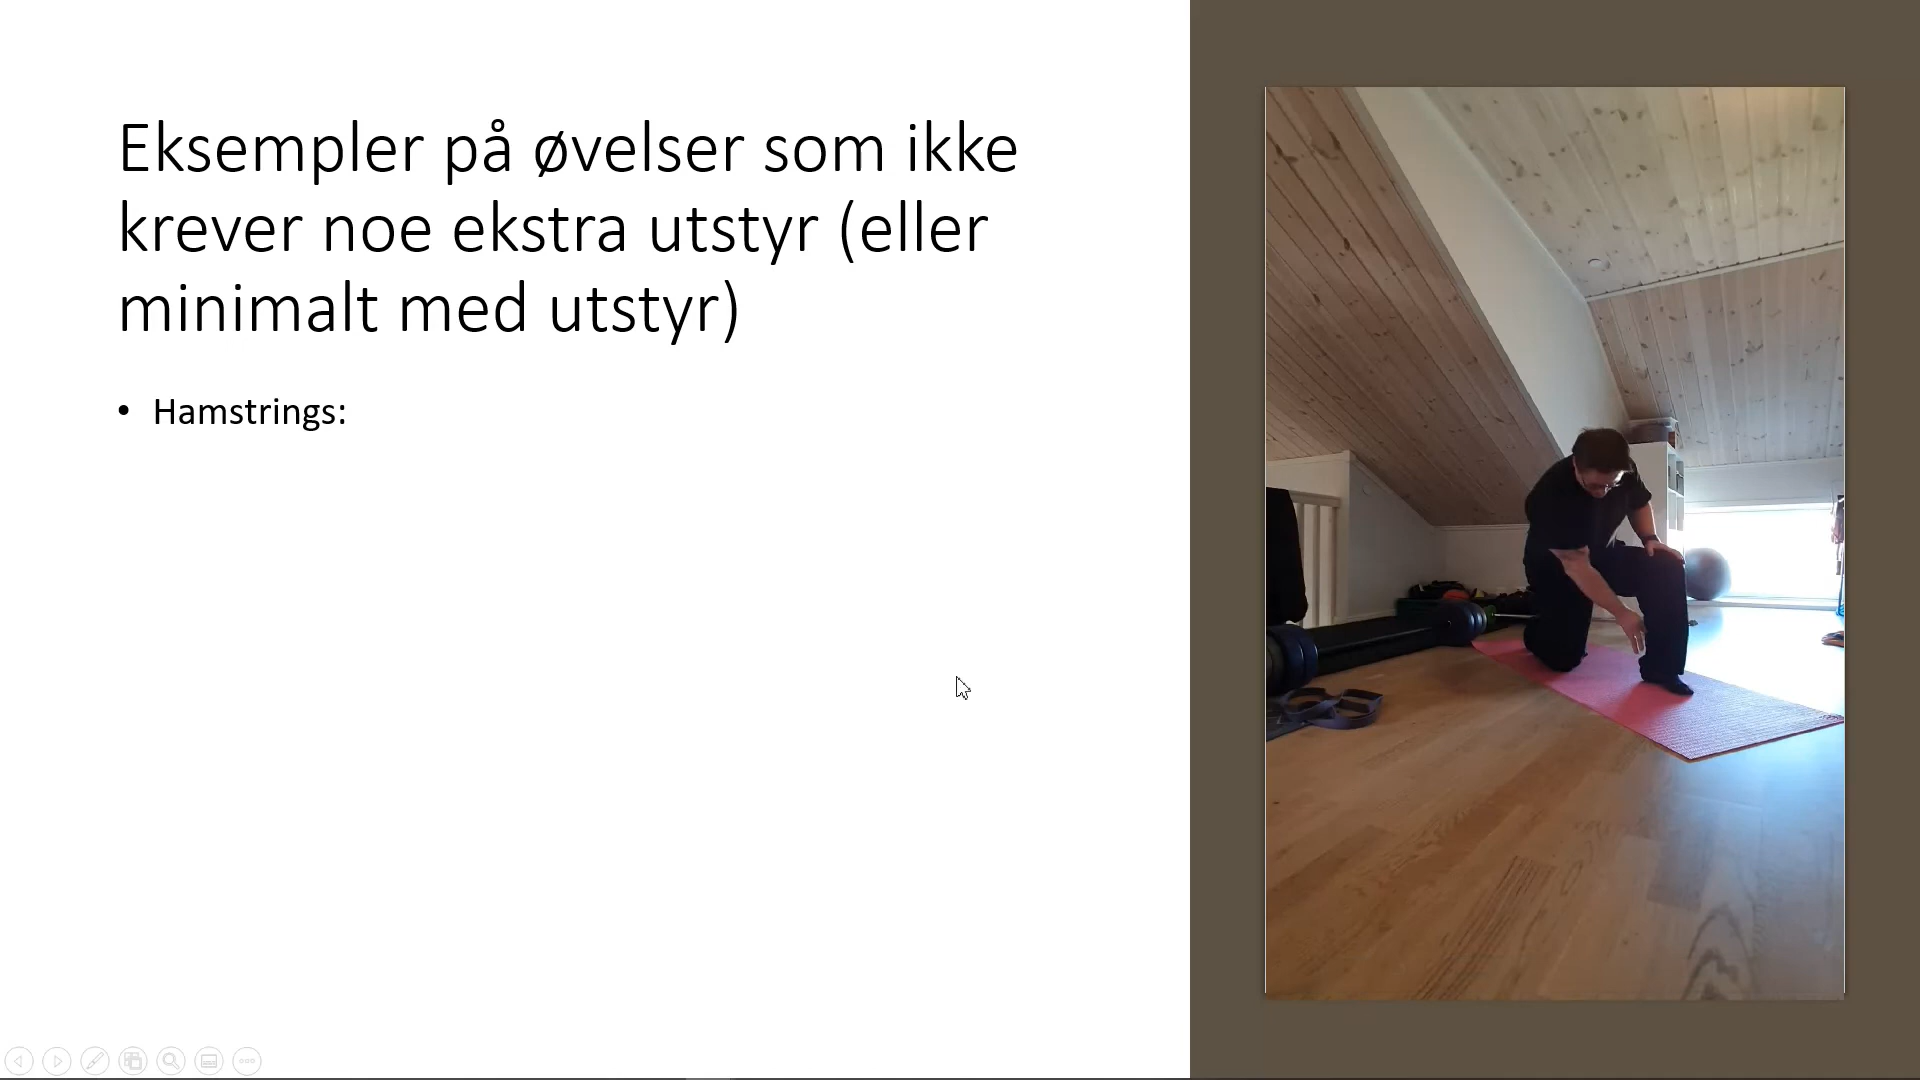 Eksempler på øvelser som ikke
krever noe ekstra utstyr (eller
minimalt med utstyr)
• Hamstrings: